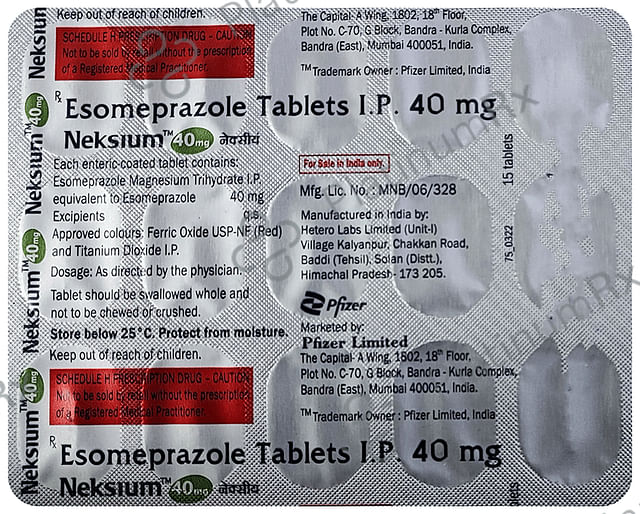 Keep out of reach of children.
SCHEDULE H PRESCRIPTION DRUG - CAUTION
Not to be sold by retail without the prescription
of a Registered Medical Practitioner.
The Capital- A Wing, 1802, 18th Floor,
Plot No. C-70, G Block, Bandra - Kurla Complex,
Bandra (East), Mumbai 400051, India.
TM Trademark Owner : Pfizer Limited, India
Rx Esomeprazole Tablets I.P. 40 mg
Neksium™ 40mg नेक्सीयं
Each enteric-coated tablet contains:
Esomeprazole Magnesium Trihydrate I.P.
equivalent to Esomeprazole 40 mg
Excipients q.s.
Approved colours: Ferric Oxide USP-NF (Red)
and Titanium Dioxide I.P.
Dosage: As directed by the physician.
Tablet should be swallowed whole and
not to be chewed or crushed.
Store below 25°C. Protect from moisture.
Keep out of reach of children.
For Sale in India only.
Mfg. Lic. No. : MNB/06/328
Manufactured in India by:
Hetero Labs Limited (Unit-I)
Village Kalyanpur, Chakkan Road,
Baddi (Tehsil), Solan (Distt.),
Himachal Pradesh- 173 205.
Pfizer
Marketed by:
Pfizer Limited
The Capital- A Wing, 1802, 18th Floor,
Plot No. C-70, G Block, Bandra - Kurla Complex,
Bandra (East), Mumbai 400051, India.
TM Trademark Owner : Pfizer Limited, India
SCHEDULE H PRESCRIPTION DRUG - CAUTION
Not to be sold by retail without the prescription
of a Registered Medical Practitioner.
Rx Esomeprazole Tablets I.P. 40 mg
Neksium™ 40mg नेक्सीयं
Neksium
Neksium™ 40mg
Neksium™ 40mg
Neksium™ 40mg
15 tablets
75_0322